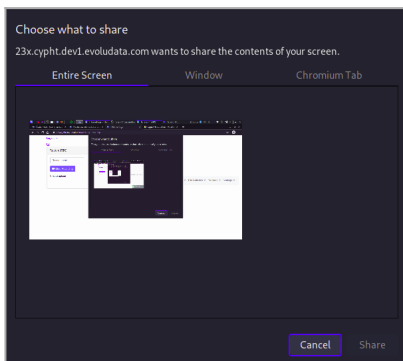 Choose what to share
23x.cypht.dev1.evoludata.com wants to share the contents of your screen.
Entire Screen Window Chromium Tab
Cancel Share